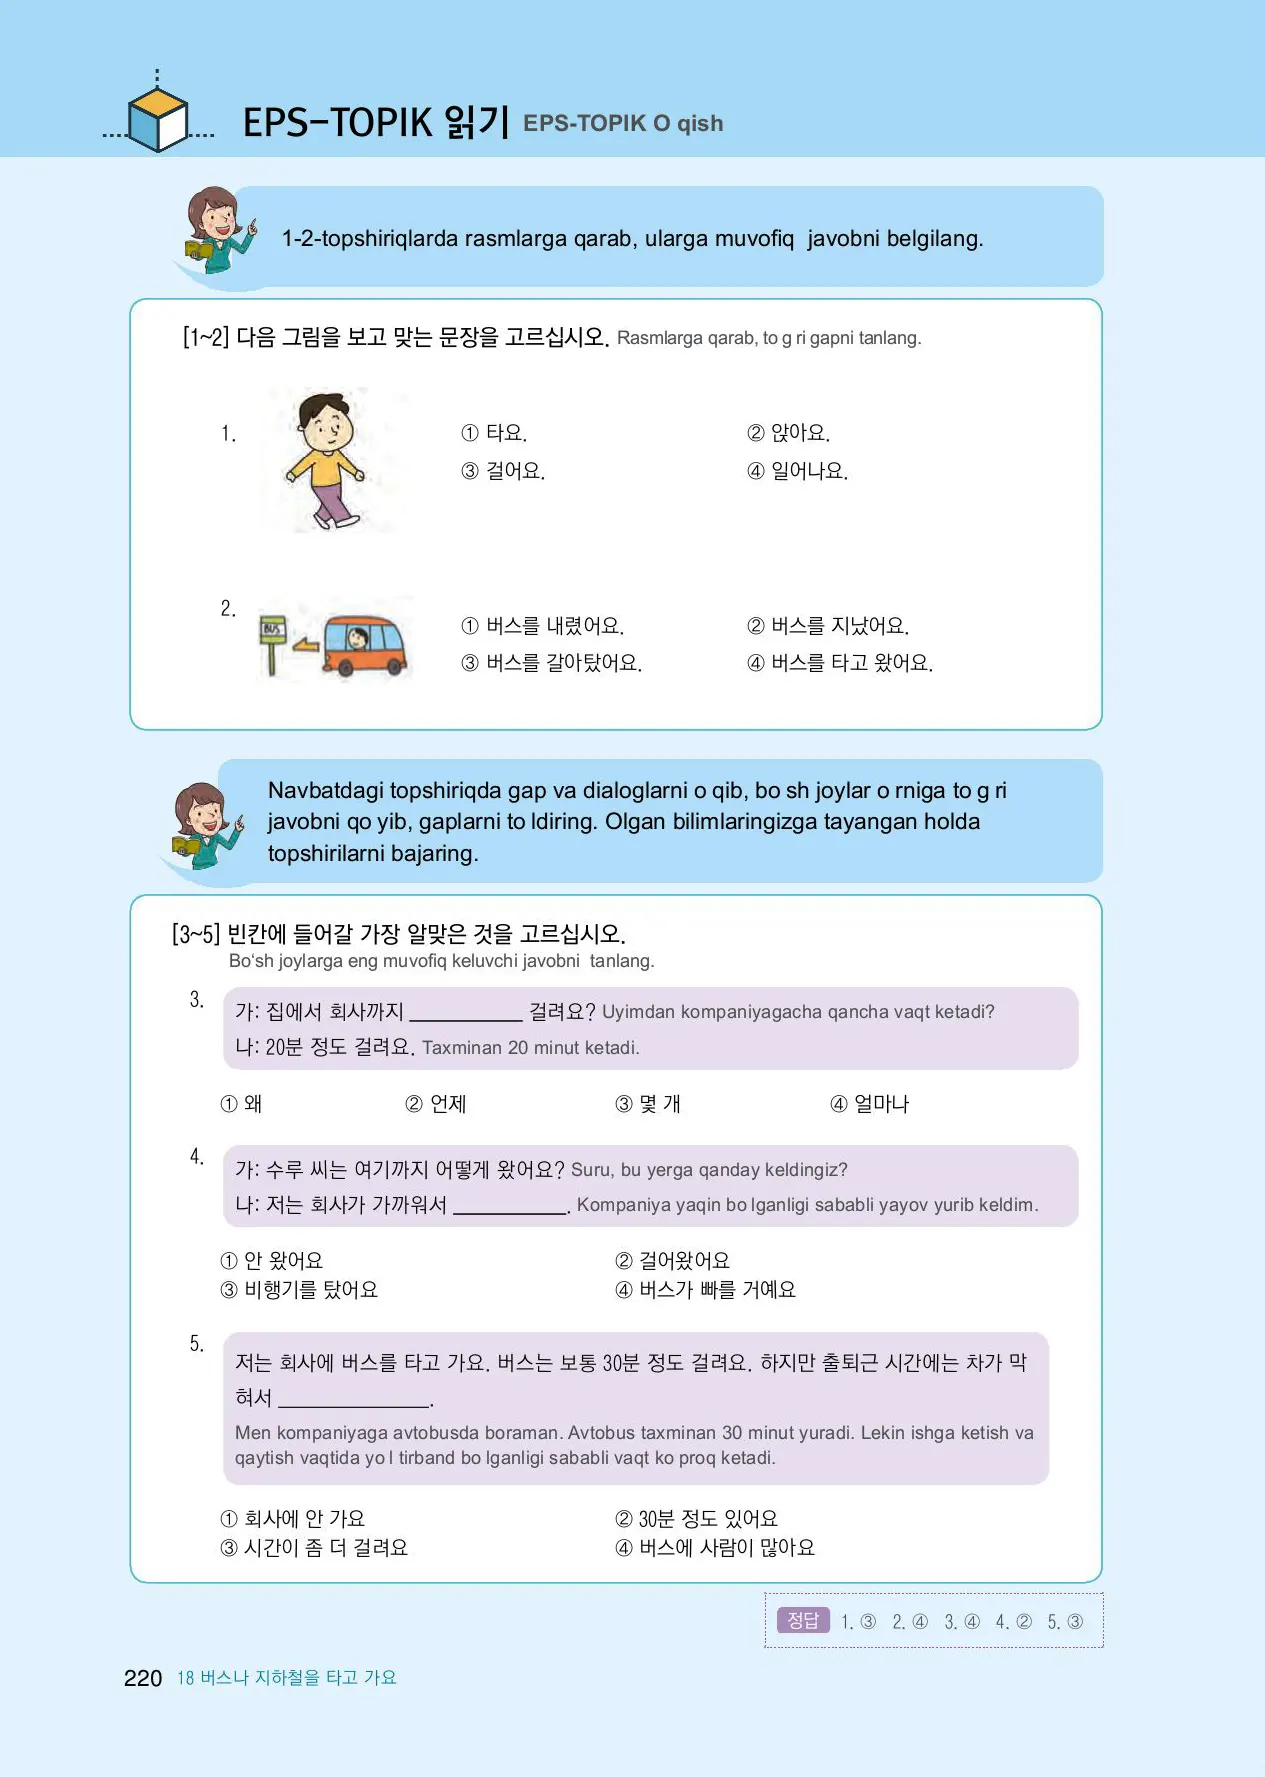 EPS-TOPIK 읽기 EPS-TOPIK O qish
1-2-topshiriqlarda rasmlarga qarab, ularga muvofiq javobni belgilang.
[1~2] 다음 그림을 보고 맞는 문장을 고르십시오. Rasmlarga qarab, to g ri gapni tanlang.
1.
① 타요. ② 앉아요.
③ 걸어요. ④ 일어나요.
2.
BUS
① 버스를 내렸어요. ② 버스를 지났어요.
③ 버스를 갈아탔어요. ④ 버스를 타고 왔어요.
Navbatdagi topshiriqda gap va dialoglarni o qib, bo sh joylar o rniga to g ri
javobni qo yib, gaplarni to ldiring. Olgan bilimlaringizga tayangan holda
topshirilarni bajaring.
[3~5] 빈칸에 들어갈 가장 알맞은 것을 고르십시오.
Bo‘sh joylarga eng muvofiq keluvchi javobni tanlang.
3.
가: 집에서 회사까지 ___________ 걸려요? Uyimdan kompaniyagacha qancha vaqt ketadi?
나: 20분 정도 걸려요. Taxminan 20 minut ketadi.
① 왜 ② 언제 ③ 몇 개 ④ 얼마나
4.
가: 수루 씨는 여기까지 어떻게 왔어요? Suru, bu yerga qanday keldingiz?
나: 저는 회사가 가까워서 ___________. Kompaniya yaqin bo lganligi sababli yayov yurib keldim.
① 안 왔어요 ② 걸어왔어요
③ 비행기를 탔어요 ④ 버스가 빠를 거예요
5.
저는 회사에 버스를 타고 가요. 버스는 보통 30분 정도 걸려요. 하지만 출퇴근 시간에는 차가 막
혀서 ______________.
Men kompaniyaga avtobusda boraman. Avtobus taxminan 30 minut yuradi. Lekin ishga ketish va
qaytish vaqtida yo l tirband bo lganligi sababli vaqt ko proq ketadi.
① 회사에 안 가요 ② 30분 정도 있어요
③ 시간이 좀 더 걸려요 ④ 버스에 사람이 많아요
정답 1. ③ 2. ④ 3. ④ 4. ② 5. ③
220 18 버스나 지하철을 타고 가요